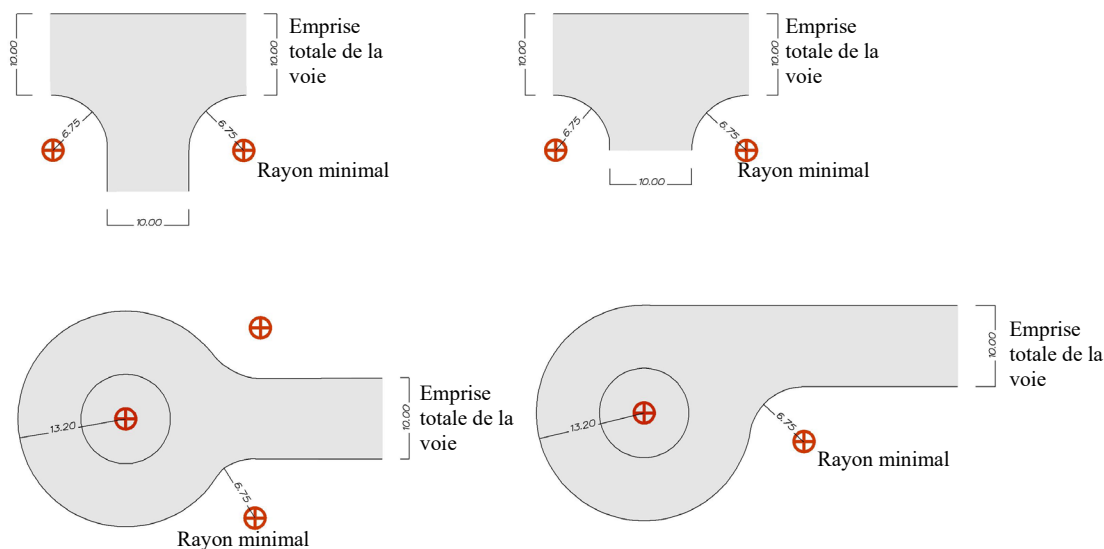 10.00
10.00
Emprise
totale de la
voie
6.75
6.75
Rayon minimal
10.00
10.00
10.00
Emprise
totale de la
voie
6.75
6.75
Rayon minimal
10.00
13.20
10.00
Emprise
totale de la
voie
6.75
Rayon minimal
13.20
10.00
Emprise
totale de la
voie
6.75
Rayon minimal